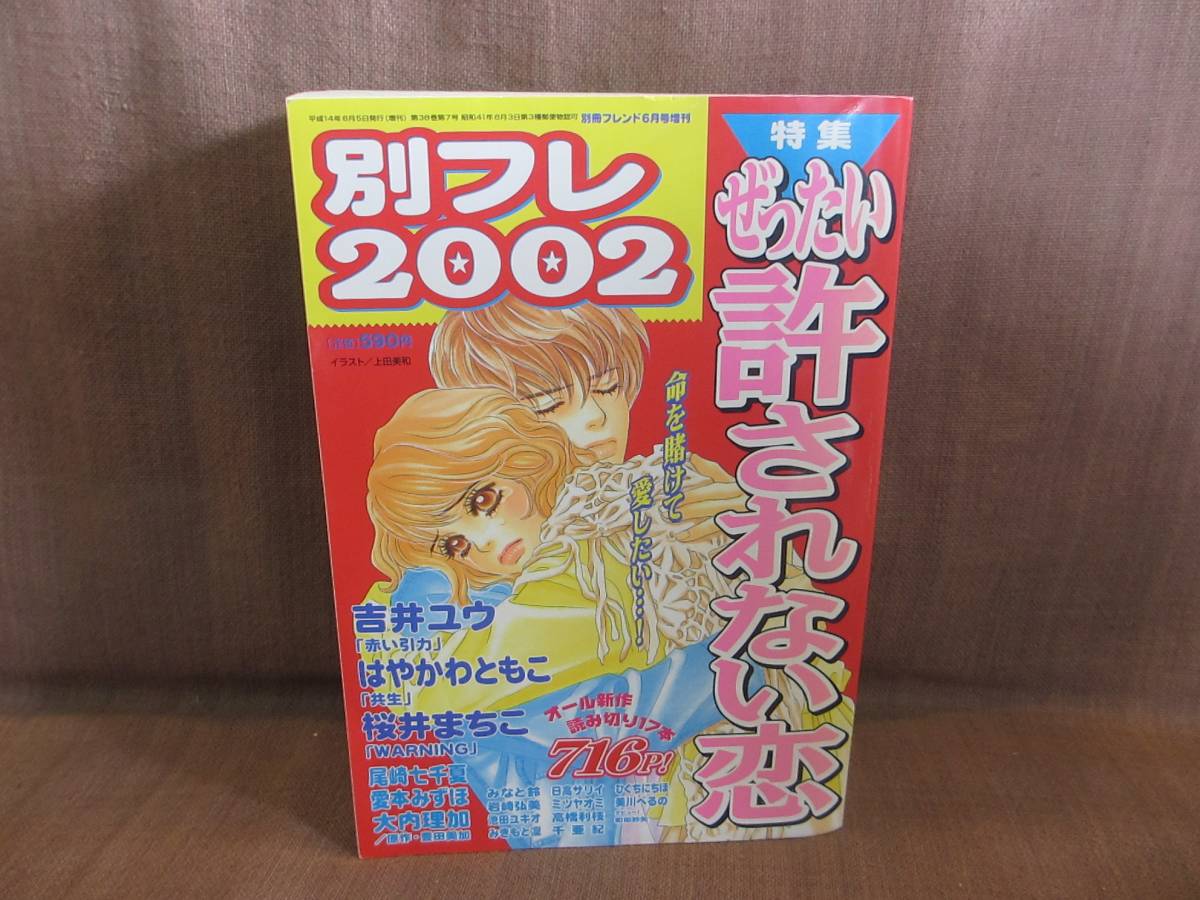 平成14年6月5日発行(増刊) 第38巻第7号 昭和41年6月3日第3種郵便物認可 別冊フレンド6月号増刊
別フレ
2002
特集
ぜったい
許されない恋
590円
イラスト/上田美和
命を賭けて
愛したい…!
吉井ユウ
「赤い引力」
はやかわともこ
「共生」
桜井まちこ
「WARNING」
オール新作
読み切り17本
716P!
尾崎七千夏
愛本みずほ
大内理加
/原作・豊田美加
みなと鈴
岩崎弘美
池田ユキオ
みきもと凜
日高サリイ
ミツヤオミ
高橋利枝
千亜紀
ひぐちにちほ
美川べるの